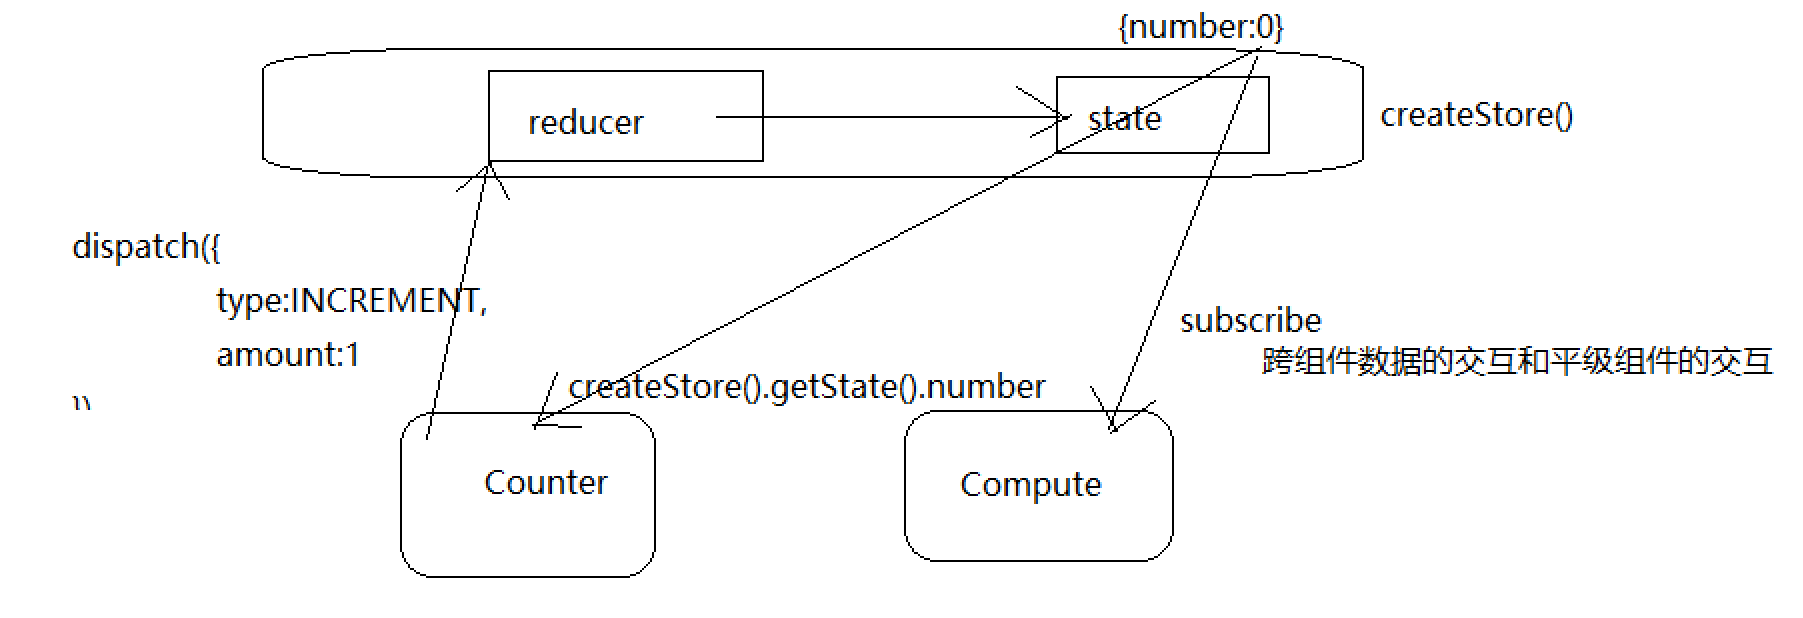 {number:0}
reducer
state
createStore()
dispatch({
type:INCREMENT,
amount:1
subscribe
跨组件数据的交互和平级组件的交互
createStore().getState().number
Counter
Compute